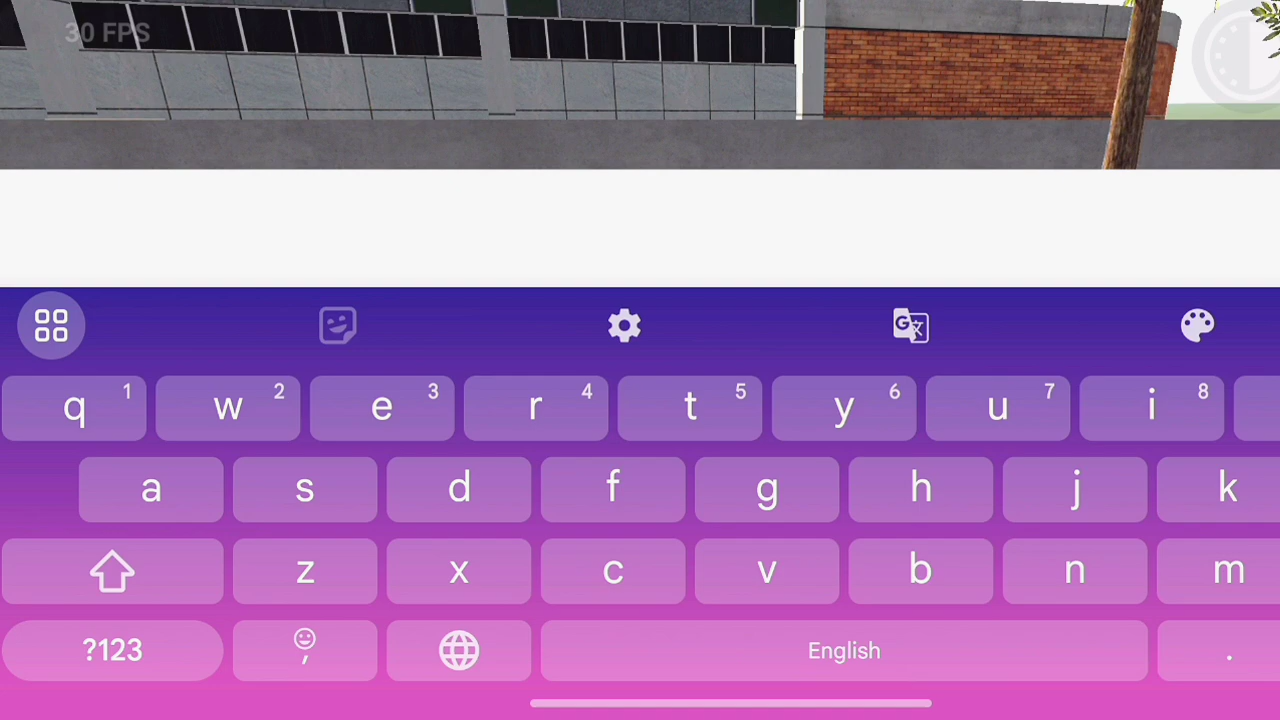 30 FPS
q 1 w 2 e 3 r 4 t 5 y 6 u 7 i 8
a s d f g h j k
z x c v b n m
?123 , English .